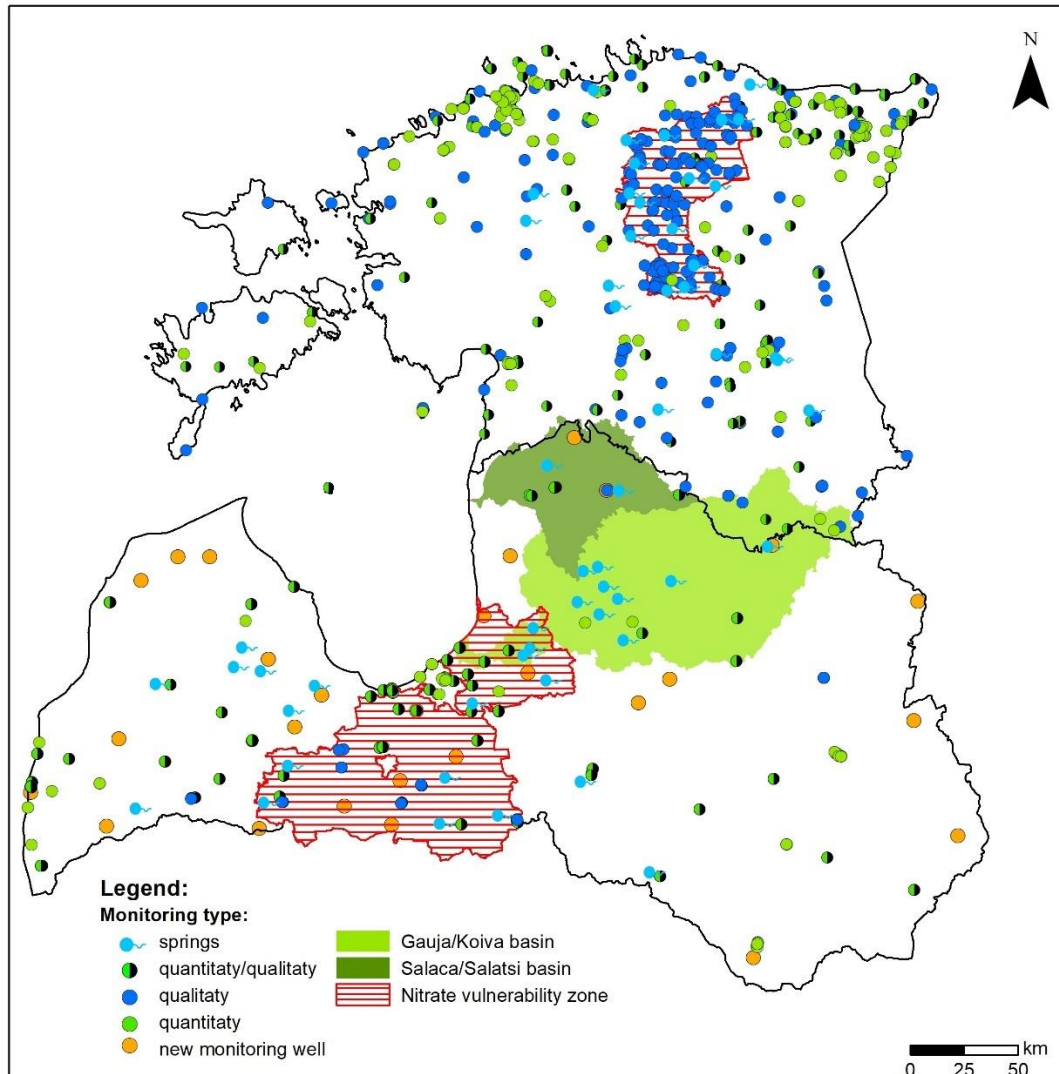 N
Legend:
Monitoring type:
springs
quantitaty/qualitaty
qualitaty
quantitaty
new monitoring well
Gauja/Koiva basin
Salaca/Salatsi basin
Nitrate vulnerability zone
km
0 25 50